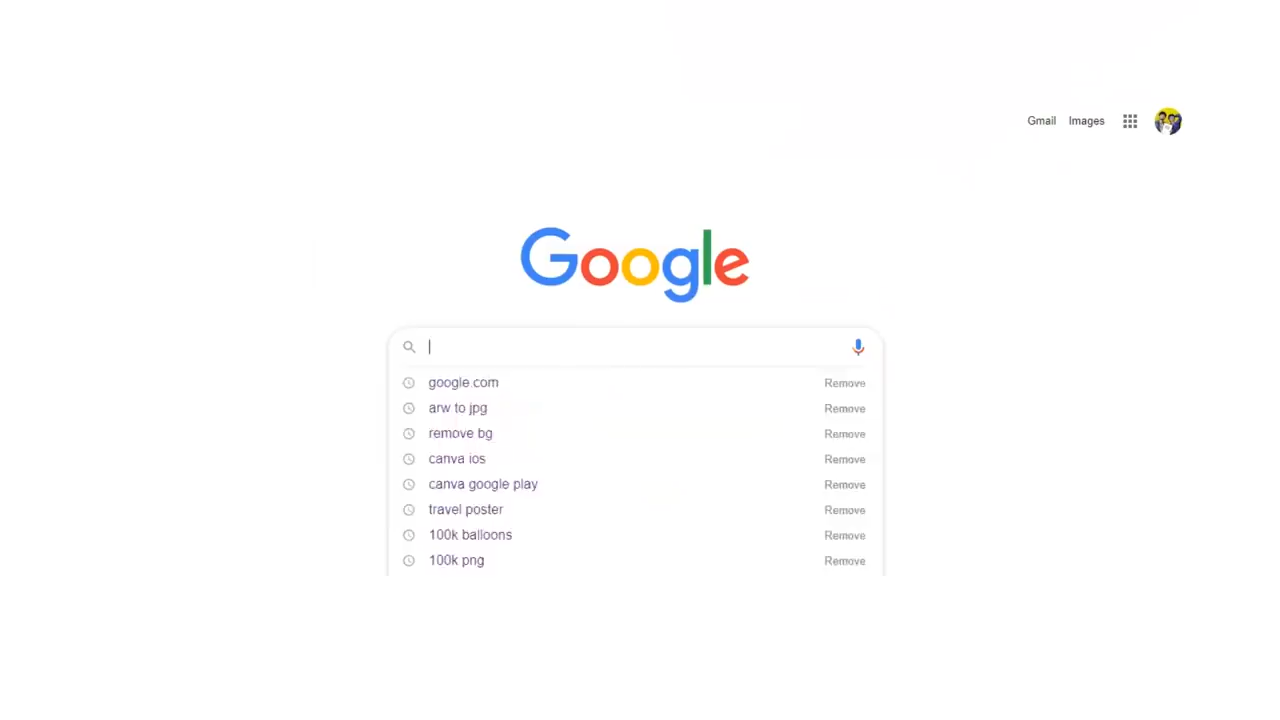 Gmail Images
Google
google.com Remove
arw to jpg Remove
remove bg Remove
canva ios Remove
canva google play Remove
travel poster Remove
100k balloons Remove
100k png Remove